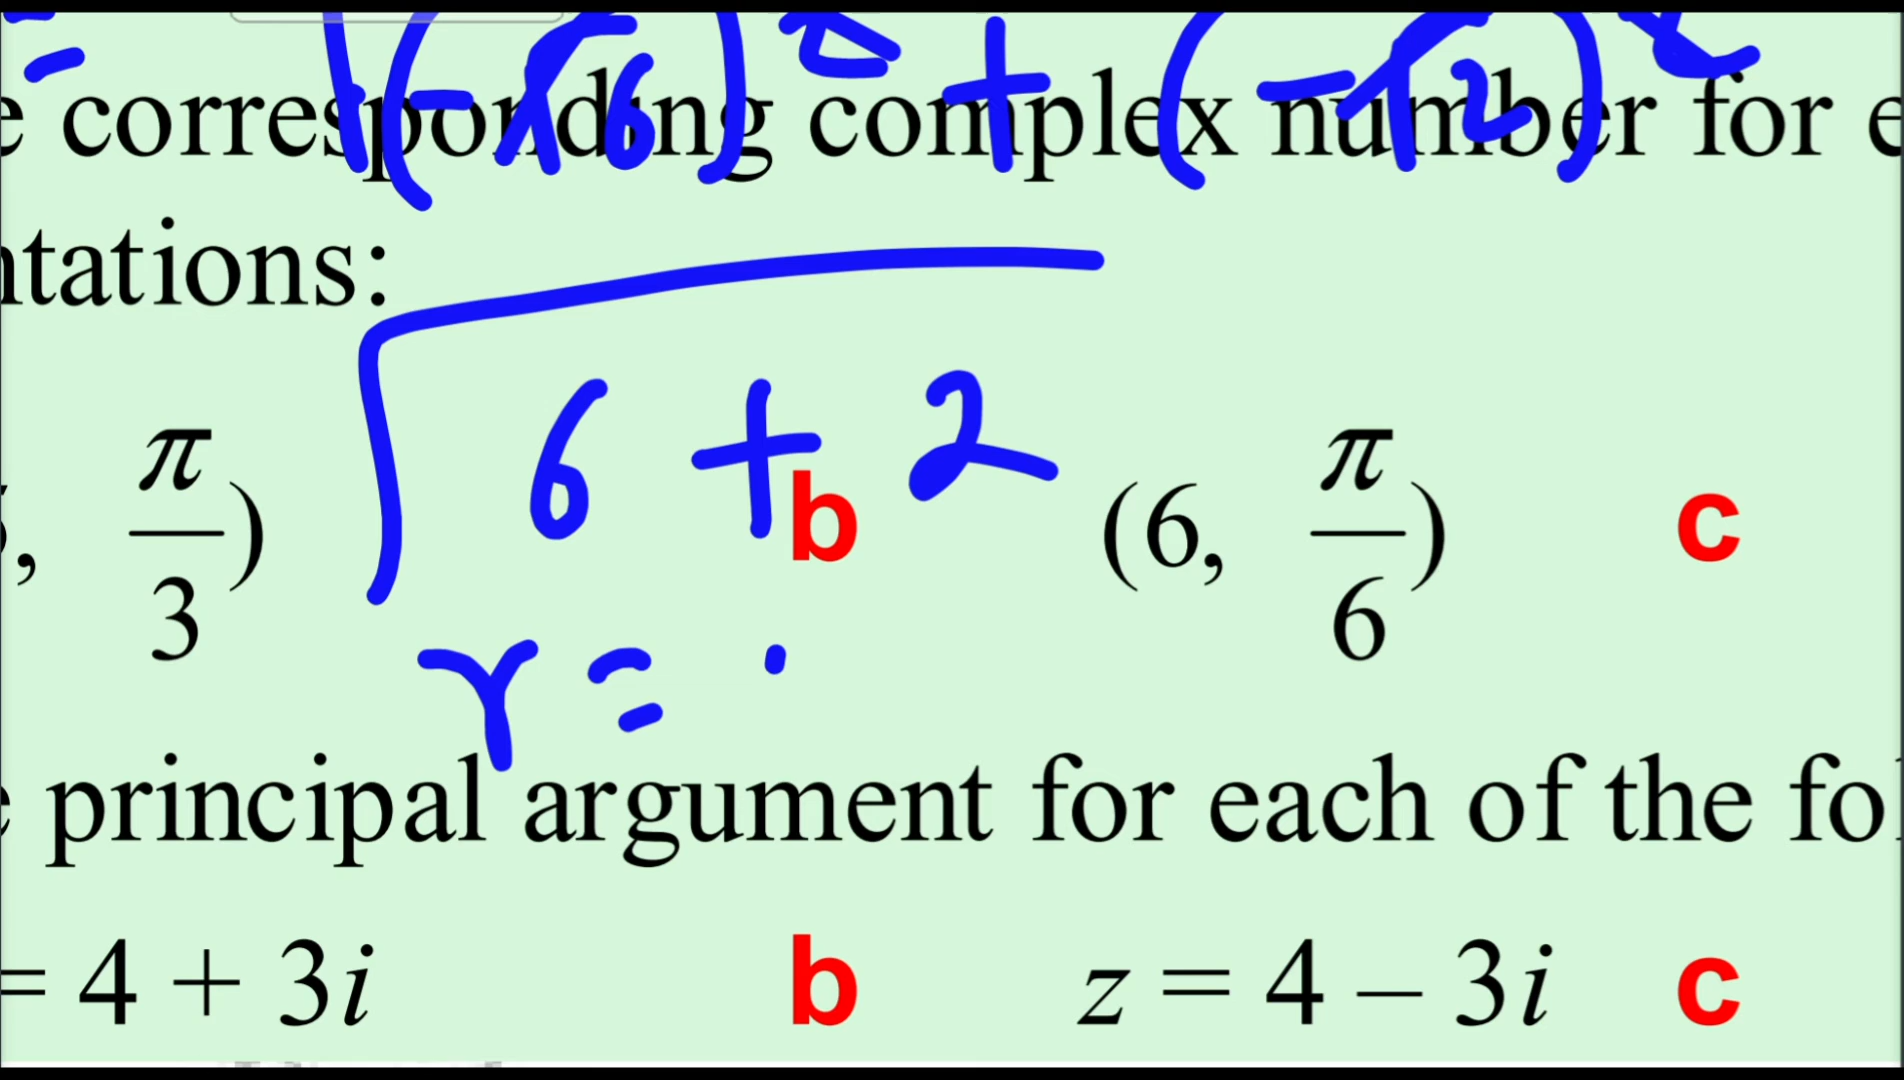 = √(-√6)² + (-√2)²
corresponding complex number for
ntations:
√6 + 2
, π/3) b (6, π/6) c
r =
principal argument for each of the fo
= 4 + 3i b z = 4 – 3i c